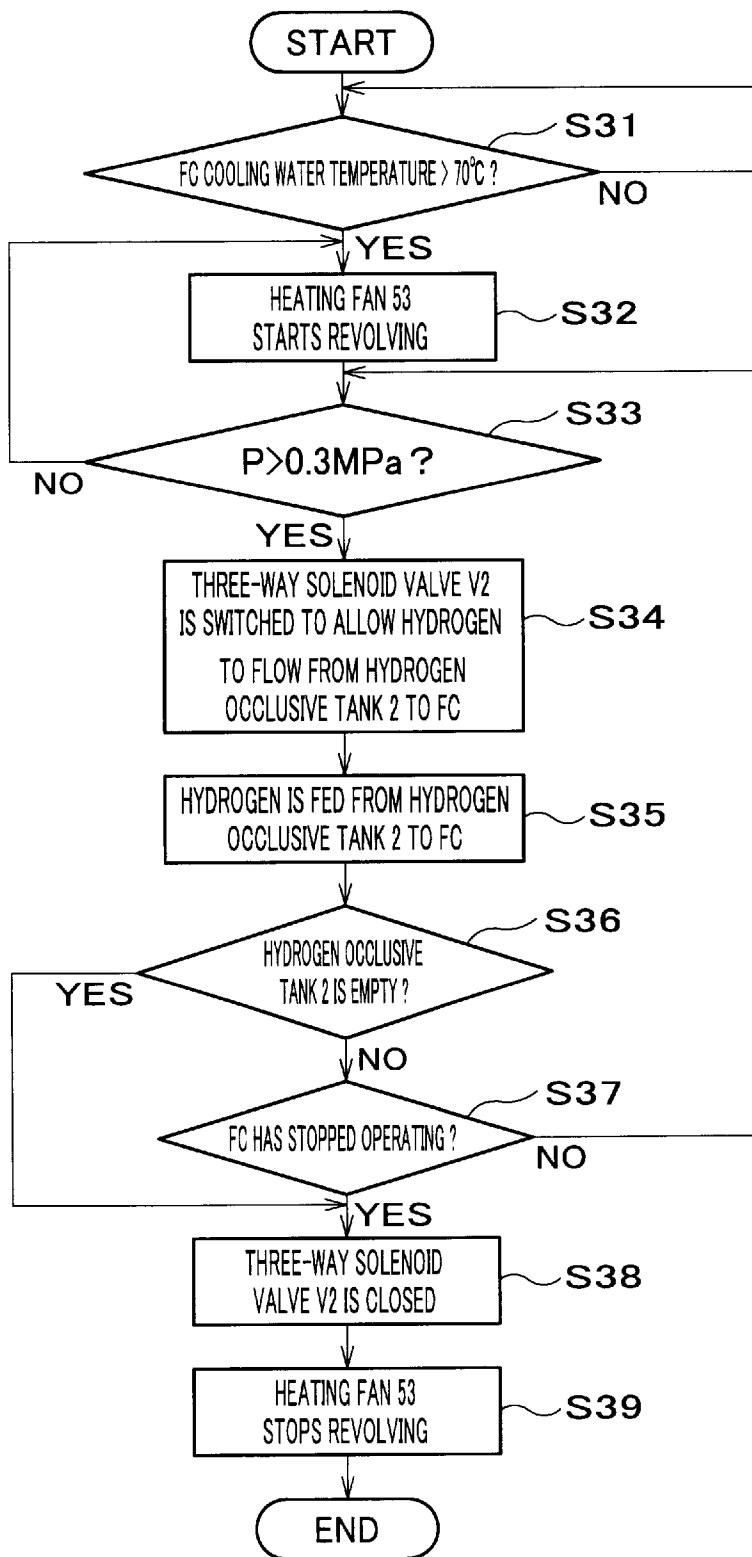 START
S31
FC COOLING WATER TEMPERATURE > 70°C ?
NO
YES
HEATING FAN 53
STARTS REVOLVING
S32
S33
P>0.3MPa ?
NO
YES
THREE-WAY SOLENOID VALVE V2
IS SWITCHED TO ALLOW HYDROGEN
TO FLOW FROM HYDROGEN
OCCLUSIVE TANK 2 TO FC
S34
HYDROGEN IS FED FROM HYDROGEN
OCCLUSIVE TANK 2 TO FC
S35
S36
HYDROGEN OCCLUSIVE
TANK 2 IS EMPTY ?
YES
NO
S37
FC HAS STOPPED OPERATING ?
NO
YES
THREE-WAY SOLENOID
VALVE V2 IS CLOSED
S38
HEATING FAN 53
STOPS REVOLVING
S39
END